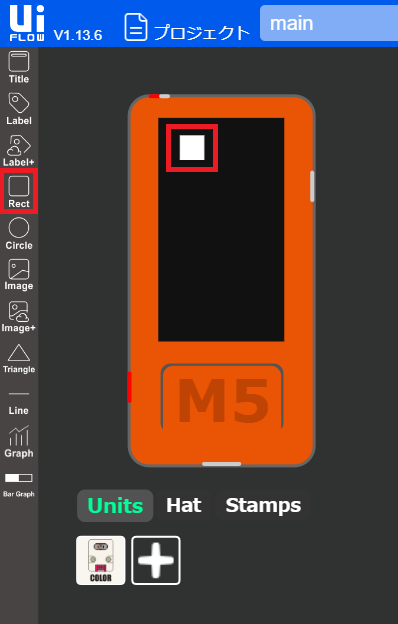 Ui
FLOW
V1.13.6
プロジェクト
main
Title
Label
Label+
Rect
Circle
Image
Image+
Triangle
Line
Graph
Bar Graph
M5
Units
Hat
Stamps
COLOR